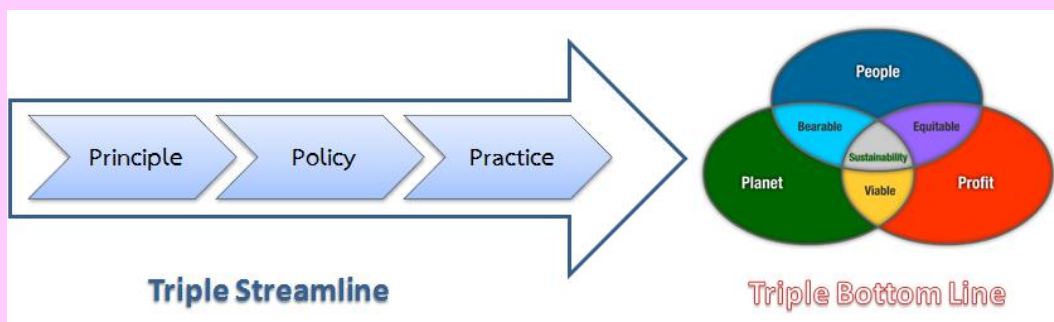 Principle
Policy
Practice
Triple Streamline
People
Bearable
Equitable
Sustainability
Planet
Viable
Profit
Triple Bottom Line